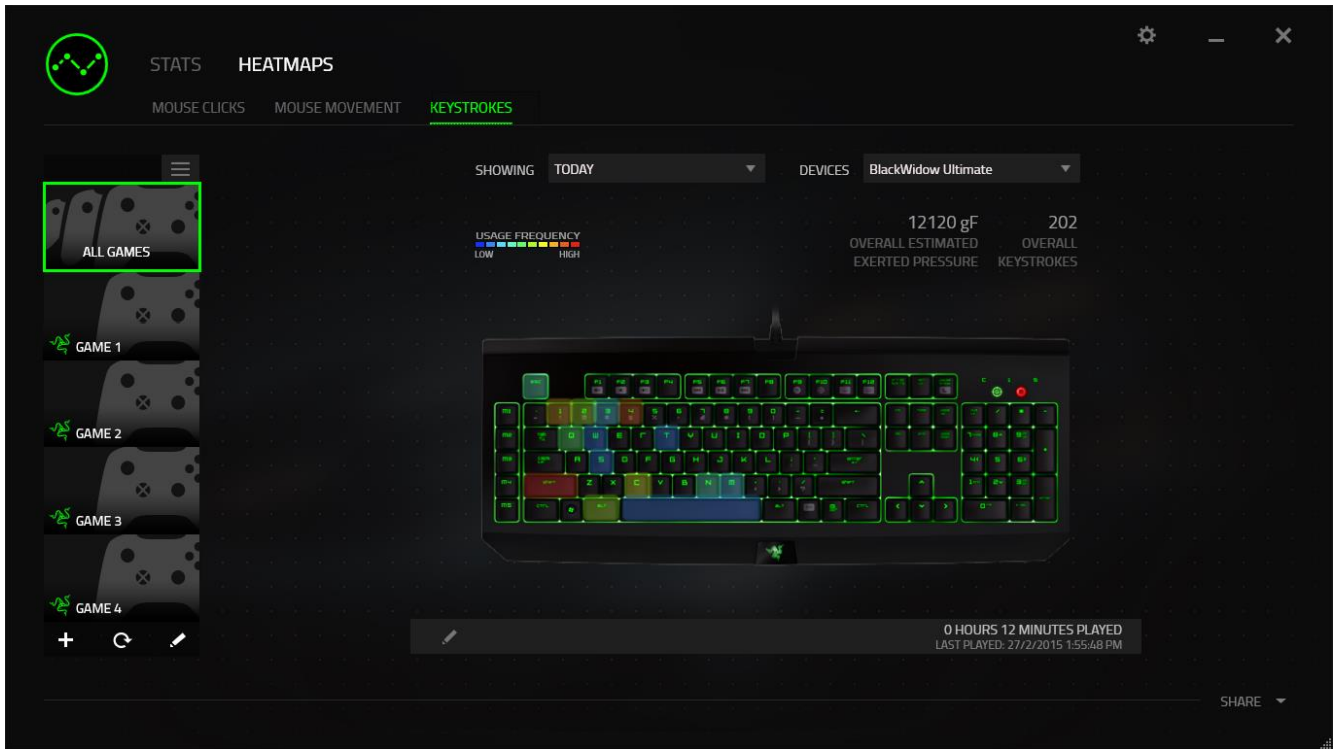 STATS HEATMAPS
MOUSE CLICKS MOUSE MOVEMENT KEYSTROKES
SHOWING TODAY DEVICES BlackWidow Ultimate
USAGE FREQUENCY
LOW HIGH
12120 gF 202
OVERALL ESTIMATED OVERALL
EXERTED PRESSURE KEYSTROKES
ALL GAMES
GAME 1
GAME 2
GAME 3
GAME 4
0 HOURS 12 MINUTES PLAYED
LAST PLAYED: 27/2/2015 1:55:48 PM
SHARE